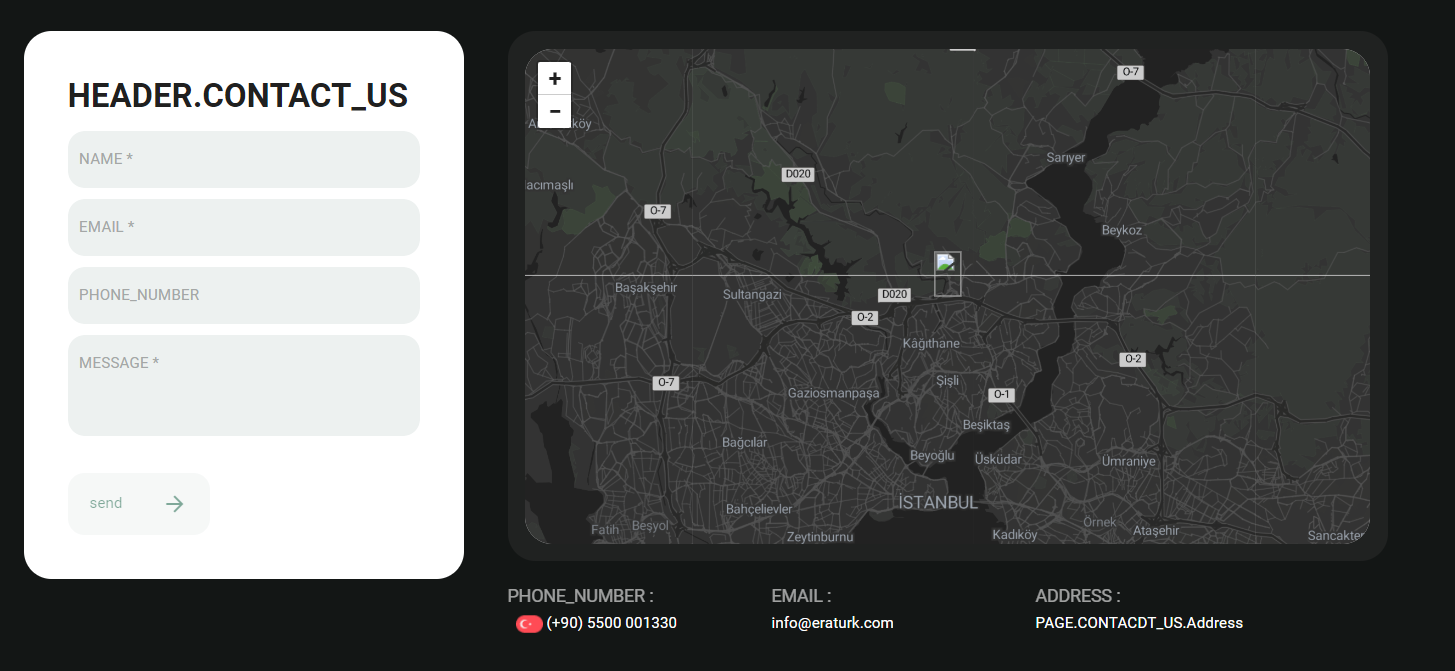 HEADER.CONTACT_US
NAME *
EMAIL *
PHONE_NUMBER
MESSAGE *
send
+
−
O-7
köy
Sarıyer
D020
acımaşlı
O-7
Beykoz
Başakşehir
Sultangazi
D020
O-2
Kâğıthane
O-2
O-7
Şişli
Gaziosmanpaşa
O-1
Beşiktaş
Bağcılar
Beyoğlu
Üsküdar
Ümraniye
İSTANBUL
Bahçelievler
Fatih
Beşyol
Örnek
Zeytinburnu
Kadıköy
Ataşehir
Sancakte
PHONE_NUMBER :
(+90) 5500 001330
EMAIL :
info@eraturk.com
ADDRESS :
PAGE.CONTACDT_US.Address